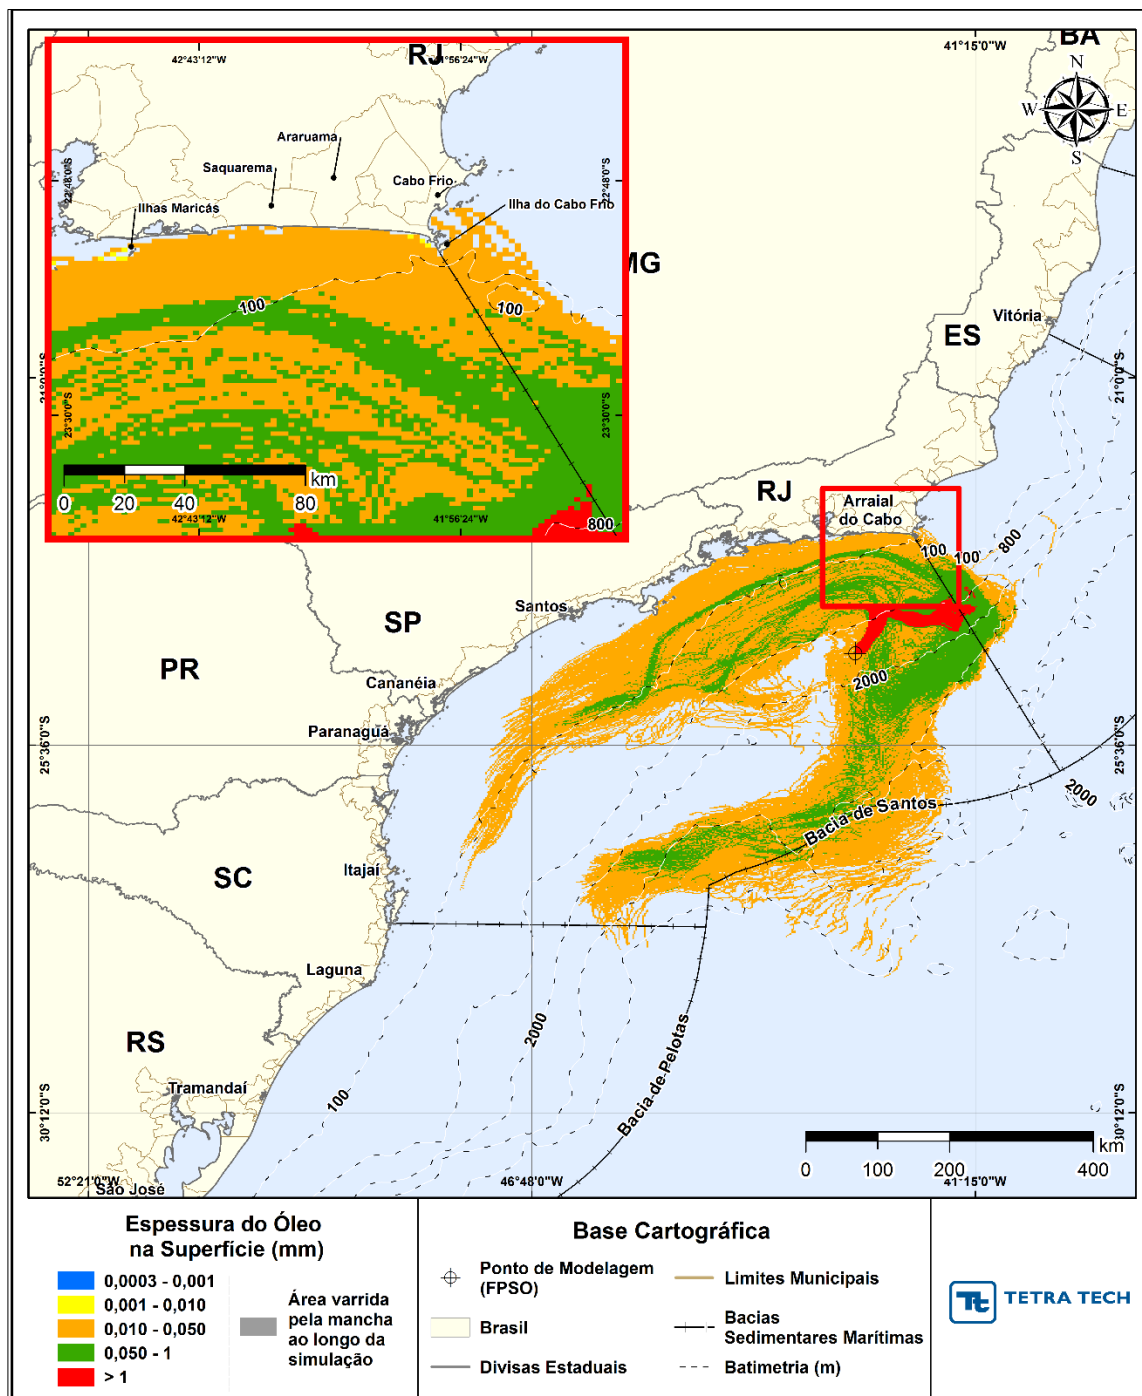 RJ
BA
42°43'12"W
41°56'24"W
41°15'0"W
N
W
E
S
Araruama
Saquarema
Cabo Frio
Ilhas Maricás
Ilha do Cabo Frio
22°48'0"S
22°48'0"S
MG
100
100
Vitória
ES
21°0'0"S
21°0'0"S
23°30'0"S
23°30'0"S
km
0
20
40
80
42°43'12"W
41°56'24"W
800
RJ
Arraial
do Cabo
100
100
800
Santos
SP
PR
2000
Cananéia
Paranaguá
25°36'0"S
25°36'0"S
2000
Bacia de Santos
SC
Itajaí
Laguna
2000
RS
Bacia de Pelotas
Tramandaí
100
30°12'0"S
30°12'0"S
km
0
100
200
400
52°21'0"W
46°48'0"W
41°15'0"W
São José
Espessura do Óleo
na Superfície (mm)
0,0003 - 0,001
0,001 - 0,010
0,010 - 0,050
0,050 - 1
> 1
Área varrida
pela mancha
ao longo da
simulação
Base Cartográfica
Ponto de Modelagem
(FPSO)
Brasil
Divisas Estaduais
Limites Municipais
Bacias
Sedimentares Marítimas
Batimetria (m)
Tt
TETRA TECH